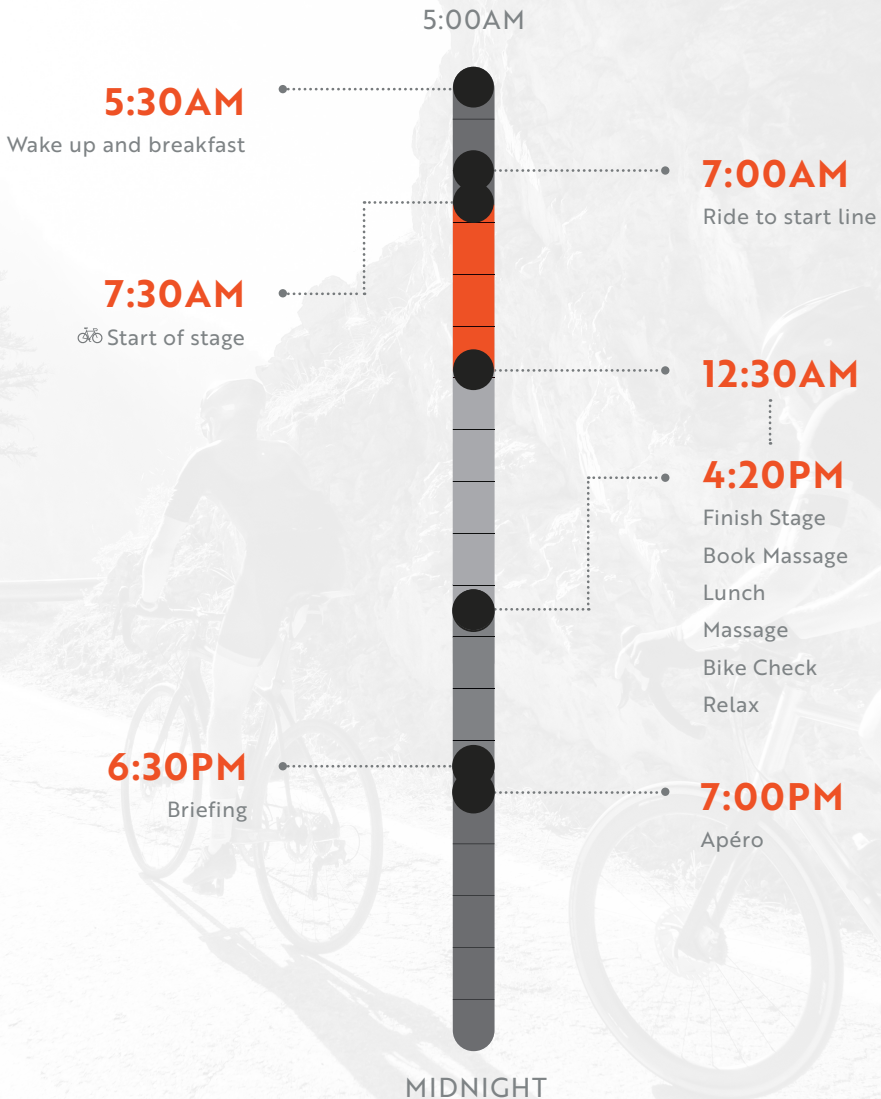 5:00AM
5:30AM
Wake up and breakfast
7:00AM
Ride to start line
7:30AM
Start of stage
12:30AM
4:20PM
Finish Stage
Book Massage
Lunch
Massage
Bike Check
Relax
6:30PM
Briefing
7:00PM
Apéro
MIDNIGHT